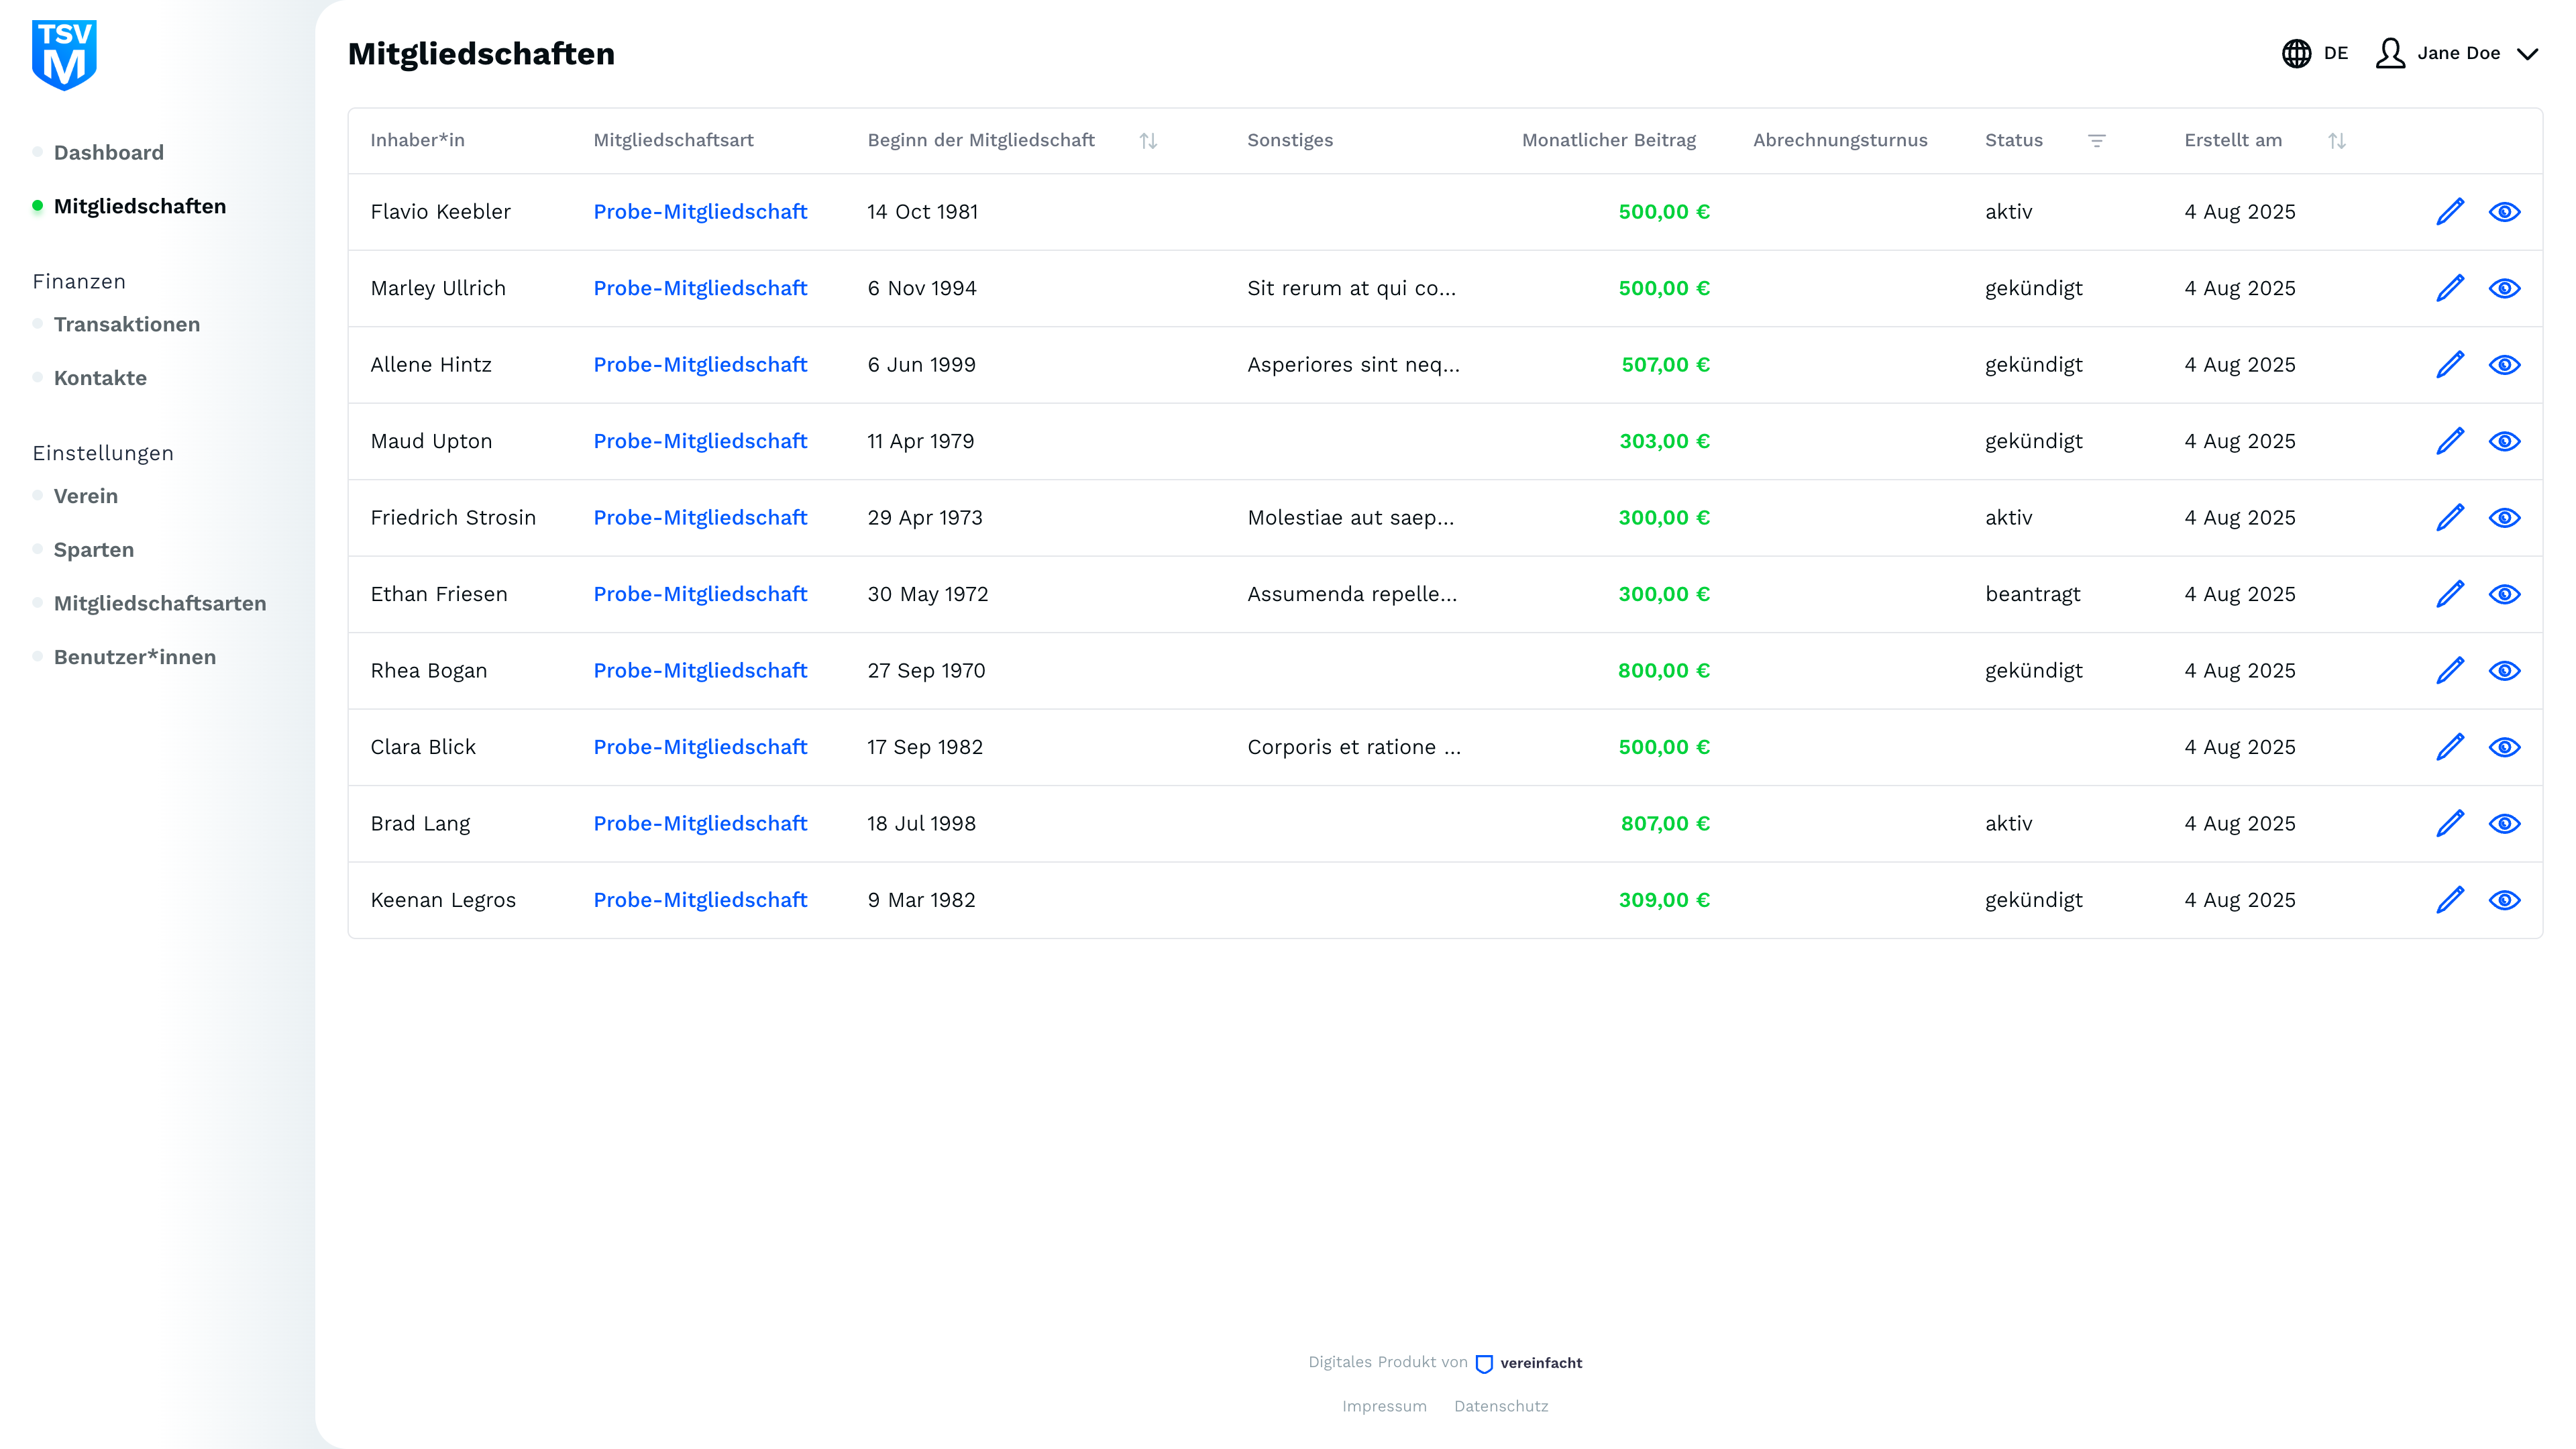 TSV
M
Mitgliedschaften
DE
Jane Doe
Dashboard
Mitgliedschaften
Finanzen
Transaktionen
Kontakte
Einstellungen
Verein
Sparten
Mitgliedschaftsarten
Benutzer*innen
Inhaber*in Mitgliedschaftsart Beginn der Mitgliedschaft Sonstiges Monatlicher Beitrag Abrechnungsturnus Status Erstellt am
Flavio Keebler Probe-Mitgliedschaft 14 Oct 1981 500,00 € aktiv 4 Aug 2025
Marley Ullrich Probe-Mitgliedschaft 6 Nov 1994 Sit rerum at qui co... 500,00 € gekündigt 4 Aug 2025
Allene Hintz Probe-Mitgliedschaft 6 Jun 1999 Asperiores sint neq... 507,00 € gekündigt 4 Aug 2025
Maud Upton Probe-Mitgliedschaft 11 Apr 1979 303,00 € gekündigt 4 Aug 2025
Friedrich Strosin Probe-Mitgliedschaft 29 Apr 1973 Molestiae aut saep... 300,00 € aktiv 4 Aug 2025
Ethan Friesen Probe-Mitgliedschaft 30 May 1972 Assumenda repelle... 300,00 € beantragt 4 Aug 2025
Rhea Bogan Probe-Mitgliedschaft 27 Sep 1970 800,00 € gekündigt 4 Aug 2025
Clara Blick Probe-Mitgliedschaft 17 Sep 1982 Corporis et ratione ... 500,00 € 4 Aug 2025
Brad Lang Probe-Mitgliedschaft 18 Jul 1998 807,00 € aktiv 4 Aug 2025
Keenan Legros Probe-Mitgliedschaft 9 Mar 1982 309,00 € gekündigt 4 Aug 2025
Digitales Produkt von vereinfacht
Impressum Datenschutz